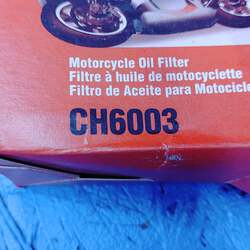 Motorcycle Oil Filter
Filtre à huile de motocyclette
Filtro de Aceite para Motocicle
CH6003